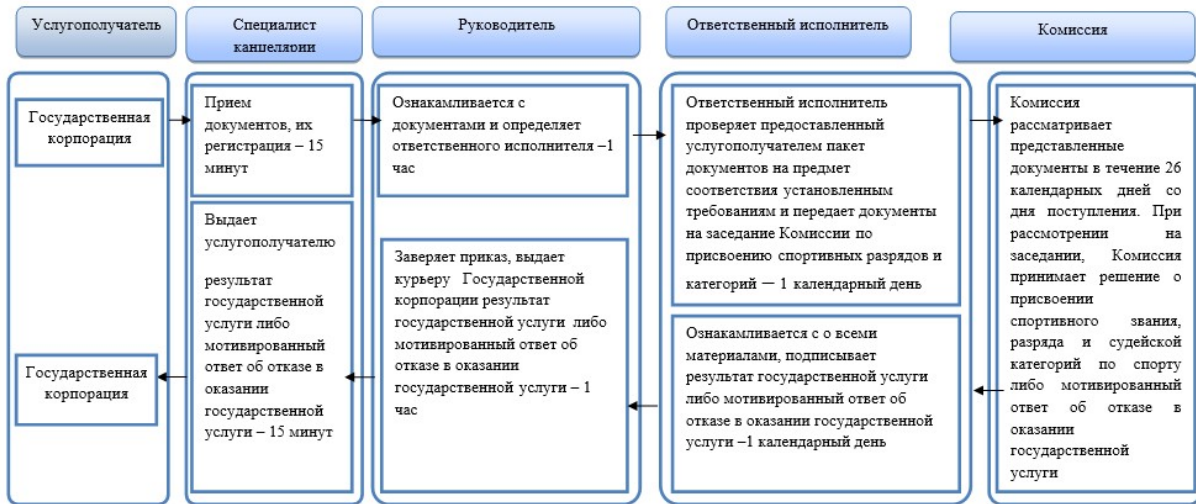 Услугополучатель
Специалист
канцелярии
Руководитель
Ответственный исполнитель
Комиссия
Государственная
корпорация
Прием
документов, их
регистрация – 15
минут
Ознакамливается с
документами и определяет
ответственного исполнителя –1
час
Ответственный исполнитель
проверяет предоставленный
услугополучателем пакет
документов на предмет
соответствия установленным
требованиям и передает документы
на заседание Комиссии по
присвоению спортивных разрядов и
категорий — 1 календарный день
Комиссия
рассматривает
представленные
документы в течение 26
календарных дней со
дня поступления. При
рассмотрении на
заседании, Комиссия
принимает решение о
присвоении
спортивного звания,
разряда и судейской
категорий по спорту
либо мотивированный
ответ об отказе в
оказании
государственной
услуги
Ознакамливается с о всеми
материалами, подписывает
результат государственной услуги
либо мотивированный ответ об
отказе в оказании государственной
услуги –1 календарный день
Заверяет приказ, выдает
курьеру Государственной
корпорации результат
государственной услуги либо
мотивированный ответ об
отказе в оказании
государственной услуги – 1
час
Выдает
услугополучателю
результат
государственной
услуги либо
мотивированный
ответ об отказе в
оказании
государственной
услуги – 15 минут
Государственная
корпорация